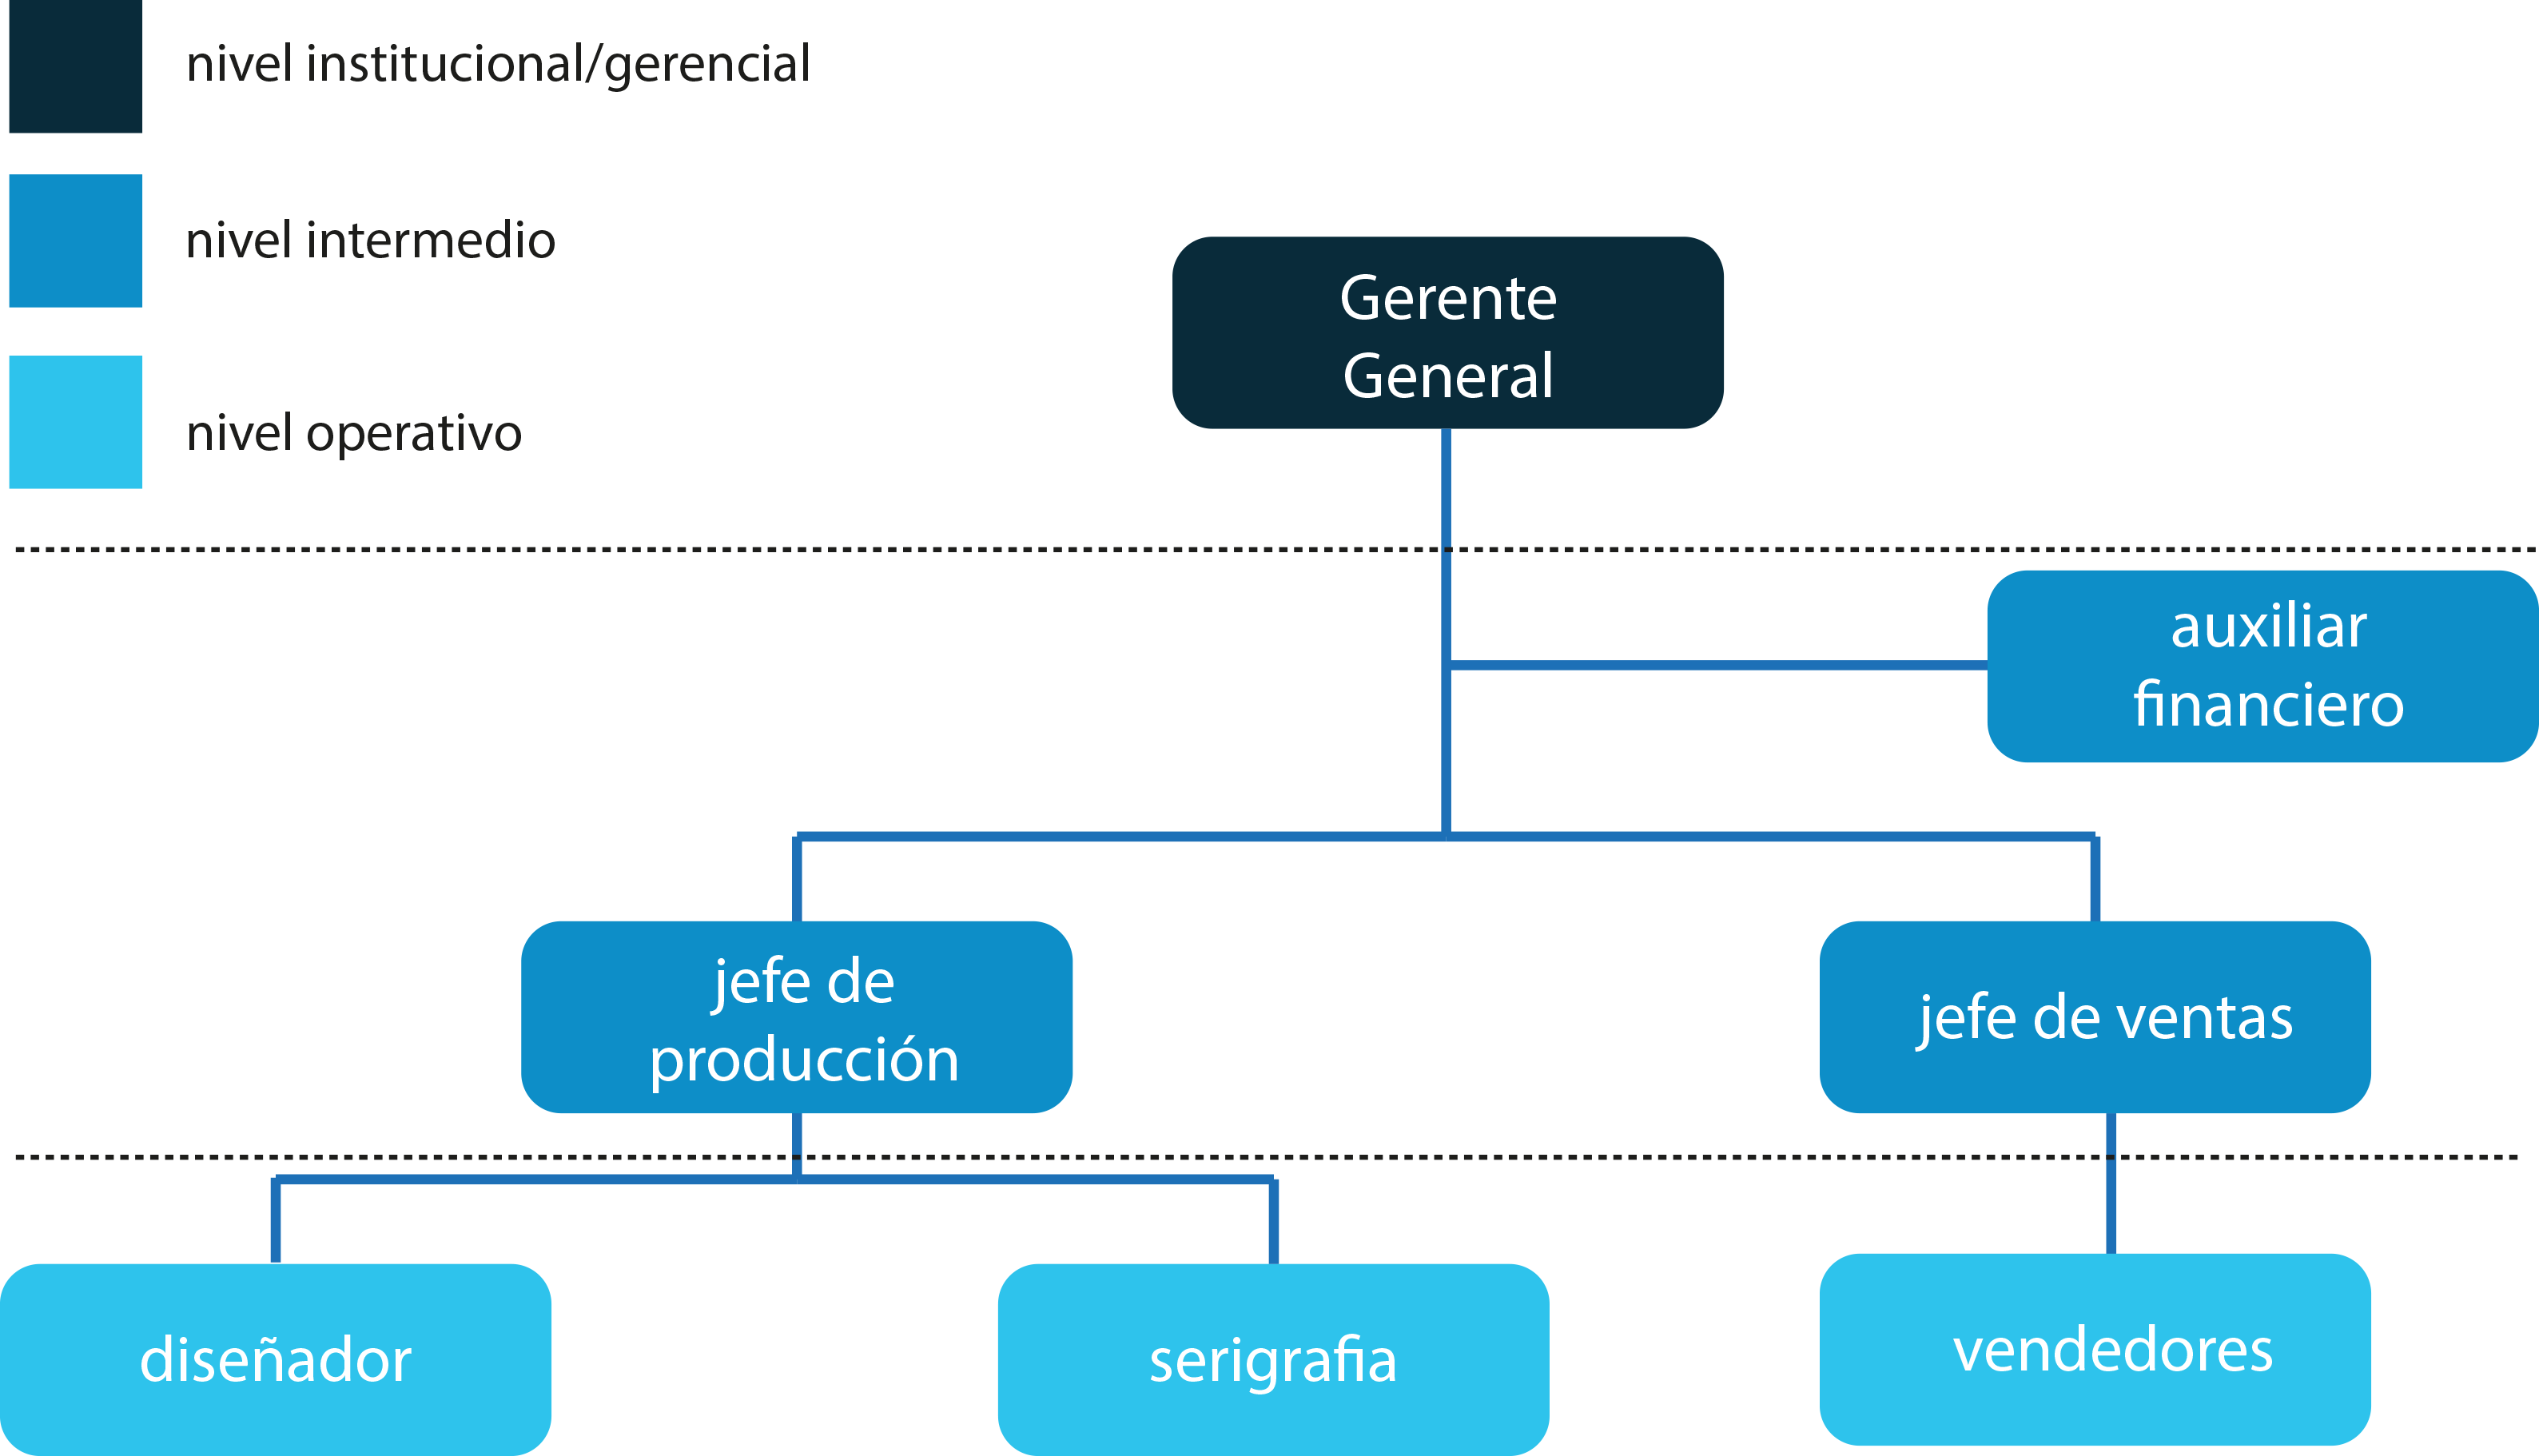 nivel institucional/gerencial
nivel intermedio
nivel operativo
Gerente
General
auxiliar
financiero
jefe de
producción
jefe de ventas
diseñador
serigrafia
vendedores